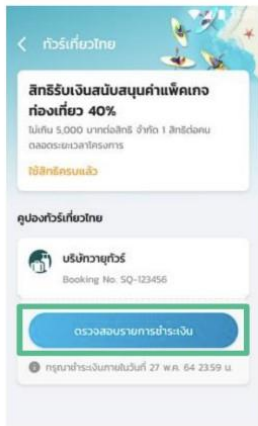 ทัวร์เที่ยวไทย
สิทธิรับเงินสนับสนุนค่าแพ็คเกจ
ท่องเที่ยว 40%
ไม่เกิน 5,000 บาทต่อสิทธิ จำกัด 1 สิทธิต่อคน
ตลอดระยะเวลาโครงการ
ใช้สิทธิครบแล้ว
คูปองทัวร์เที่ยวไทย
บริษัทวายุทัวร์
Booking No: SQ-123456
ตรวจสอบรายการชำระเงิน
กรุณาชำระเงินภายในวันที่ 27 พ.ค. 64 23:59 น.